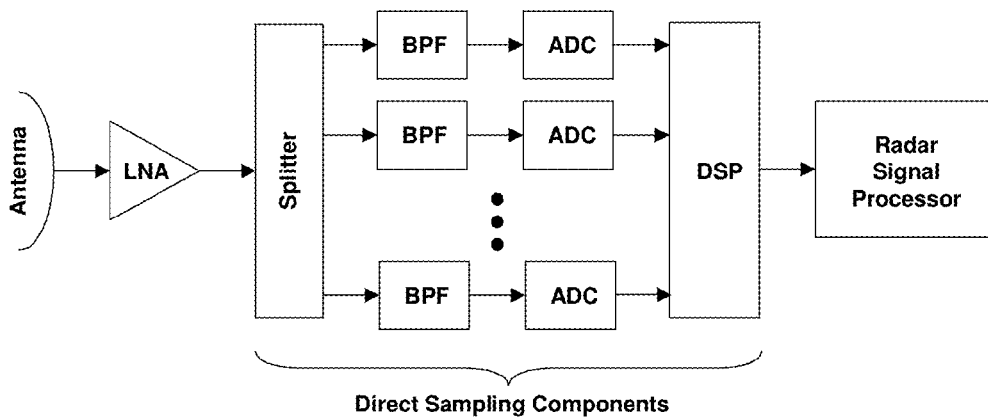 Antenna
LNA
Splitter
BPF
ADC
BPF
ADC
BPF
ADC
DSP
Radar
Signal
Processor
Direct Sampling Components